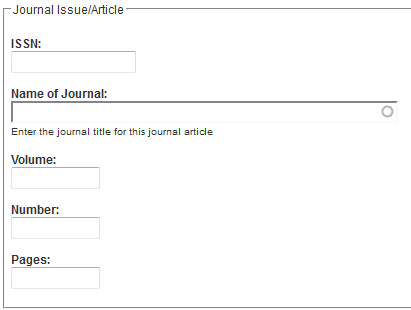 Journal Issue/Article
ISSN:
Name of Journal:
Enter the journal title for this journal article
Volume:
Number:
Pages: